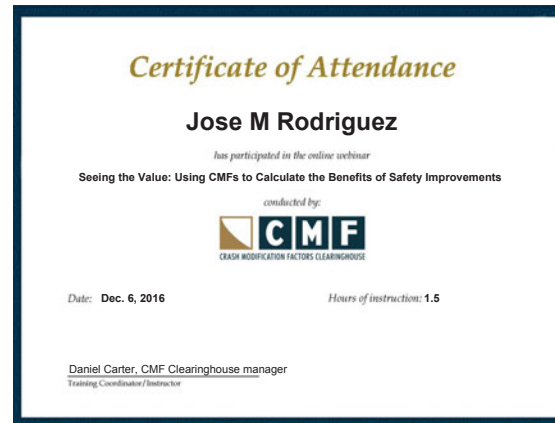 Certificate of Attendance
Jose M Rodriguez
has participated in the online webinar
Seeing the Value: Using CMFs to Calculate the Benefits of Safety Improvements
conducted by:
CMF
CRASH MODIFICATION FACTORS CLEARINGHOUSE
Date: Dec. 6, 2016 Hours of instruction: 1.5
Daniel Carter, CMF Clearinghouse manager
Training Coordinator/Instructor